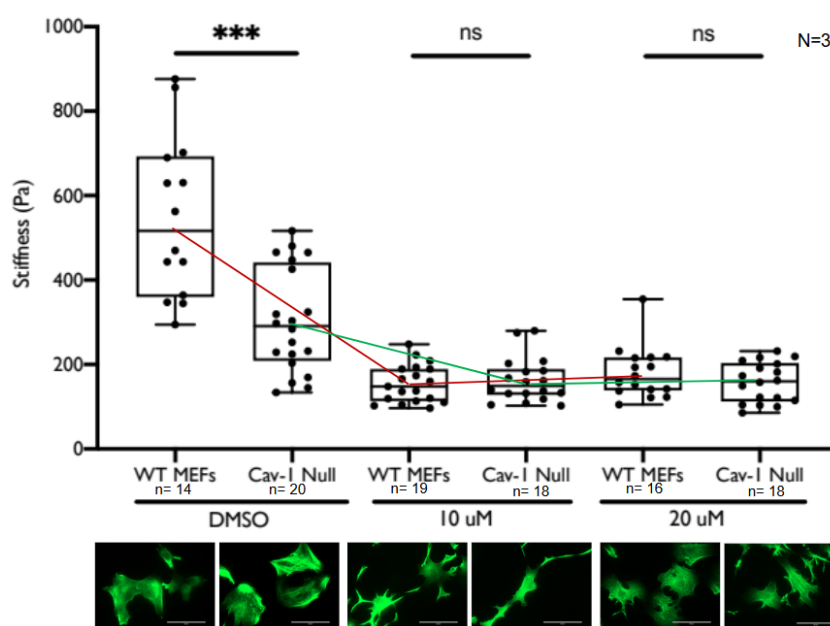 1000
***
ns
ns
N=3
800
600
400
200
0
Stiffness (Pa)
WT MEFs
Cav-1 Null
WT MEFs
Cav-1 Null
WT MEFs
Cav-1 Null
n= 14
n= 20
n= 19
n= 18
n= 16
n= 18
DMSO
10 uM
20 uM